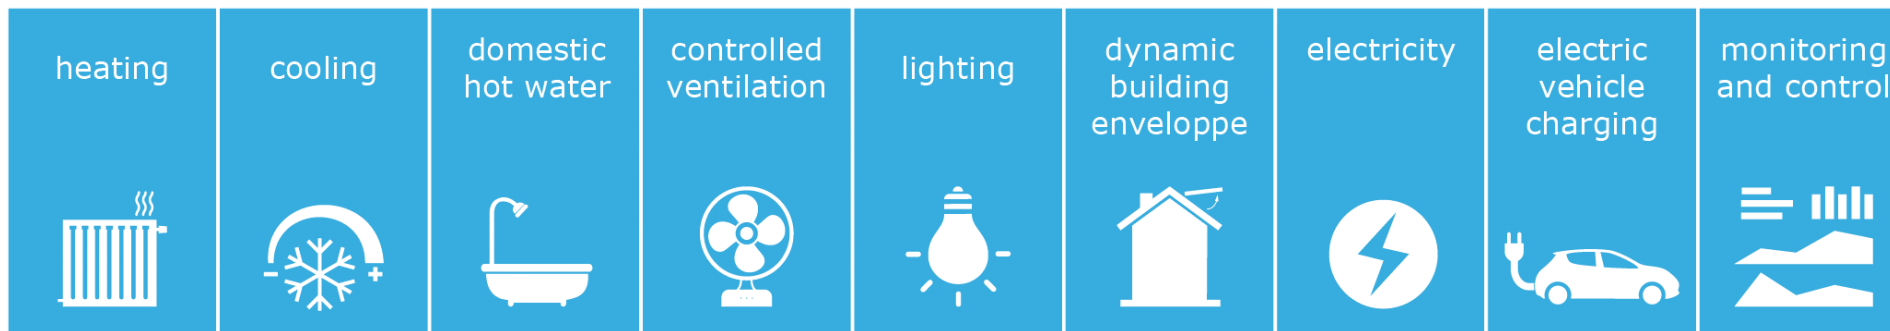 heating
cooling
domestic
hot water
controlled
ventilation
lighting
dynamic
building
enveloppe
electricity
electric
vehicle
charging
monitoring
and control